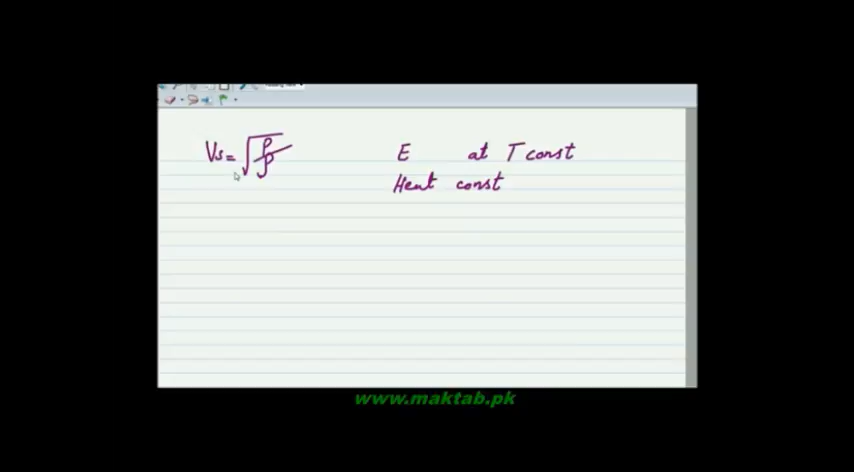 Vs = √P/ρ
E at T const
Heat const
www.maktab.pk